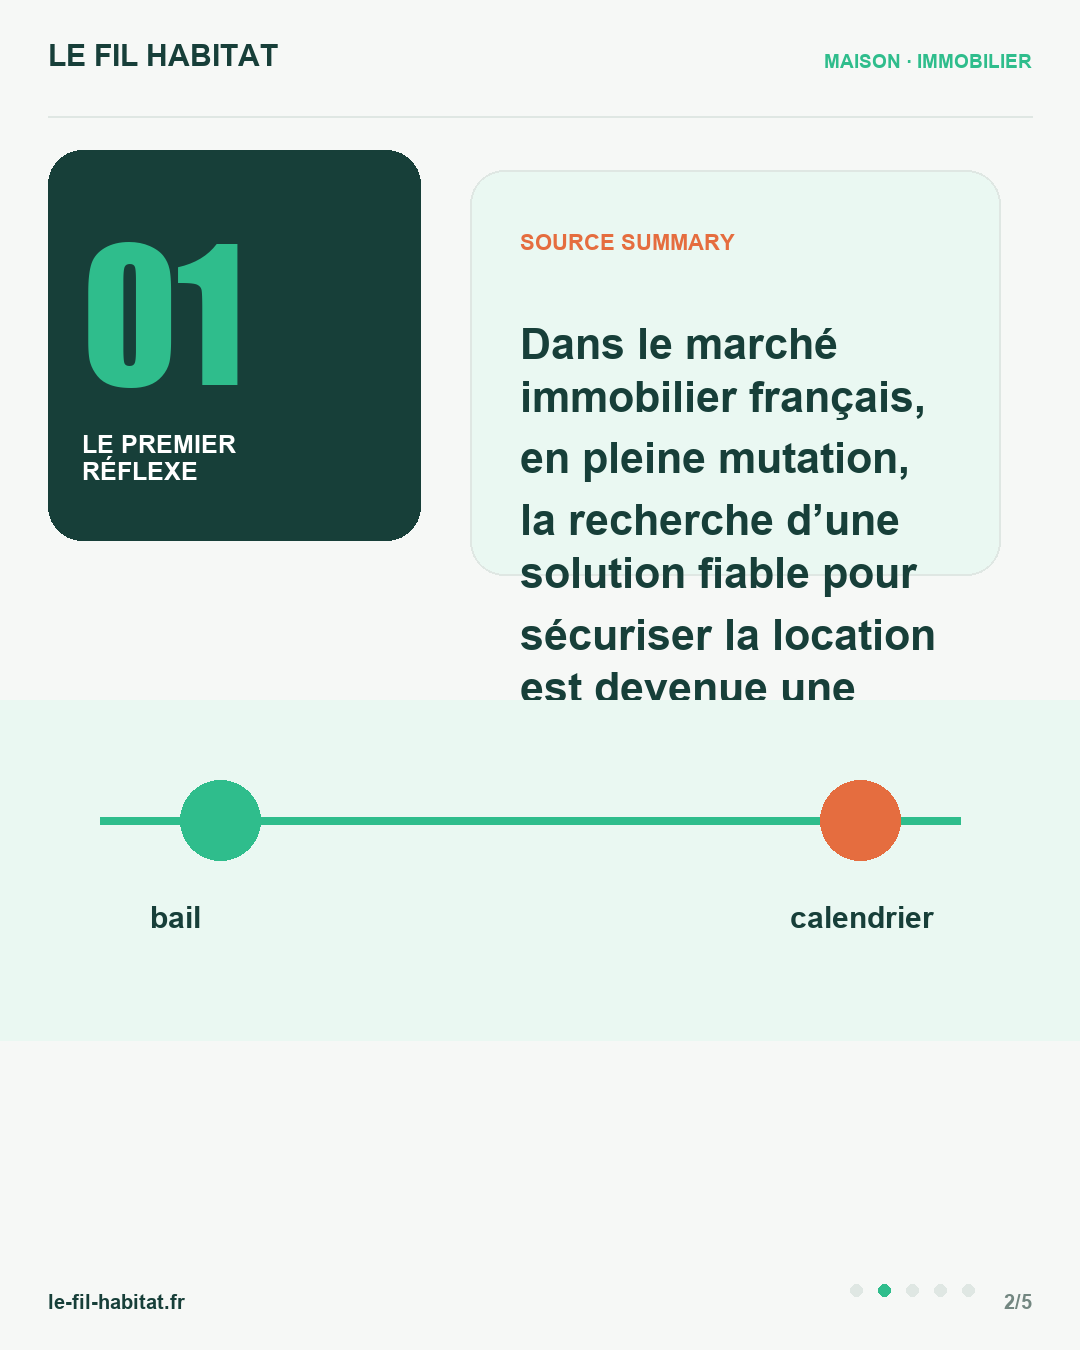 LE FIL HABITAT
MAISON · IMMOBILIER
01
LE PREMIER
RÉFLEXE
SOURCE SUMMARY
Dans le marché
immobilier français,
en pleine mutation,
la recherche d’une
solution fiable pour
sécuriser la location
est devenue une
bail
calendrier
le-fil-habitat.fr
2/5